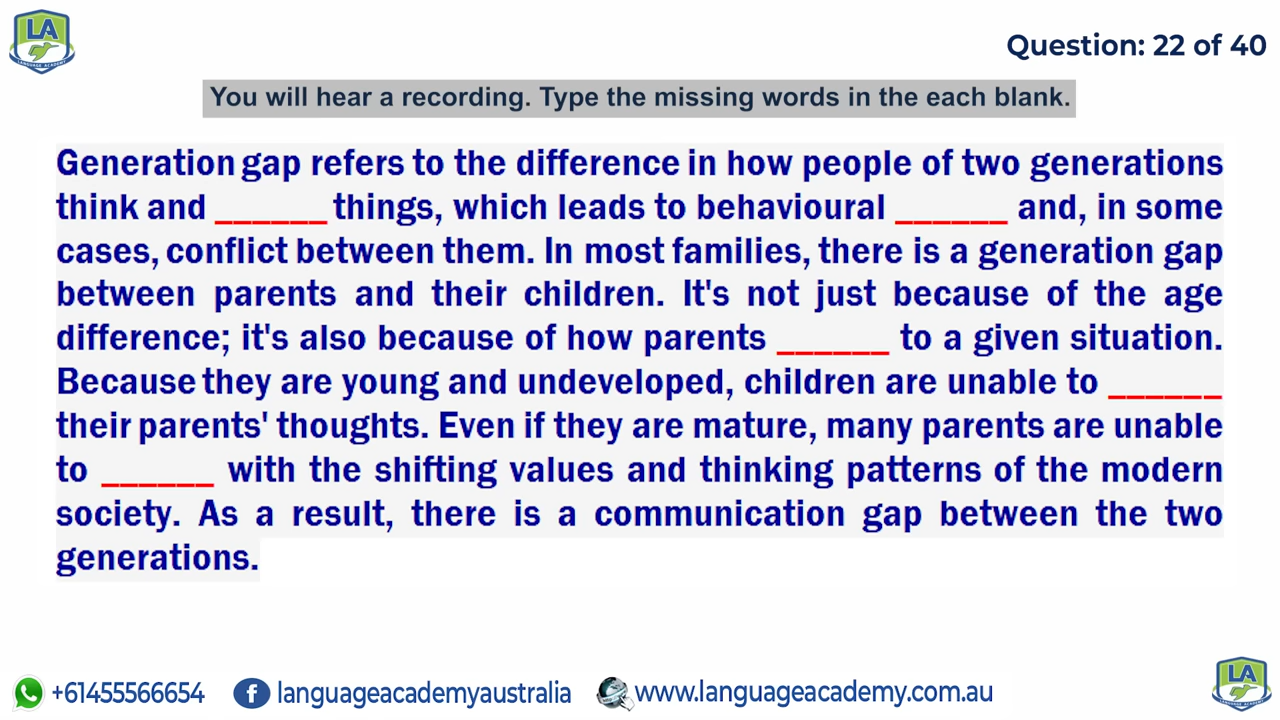 LA
LANGUAGE ACADEMY
Question: 22 of 40
You will hear a recording. Type the missing words in the each blank.
Generation gap refers to the difference in how people of two generations
think and ______ things, which leads to behavioural ______ and, in some
cases, conflict between them. In most families, there is a generation gap
between parents and their children. It's not just because of the age
difference; it's also because of how parents ______ to a given situation.
Because they are young and undeveloped, children are unable to ______
their parents' thoughts. Even if they are mature, many parents are unable
to ______ with the shifting values and thinking patterns of the modern
society. As a result, there is a communication gap between the two
generations.
+61455566654 languageacademyaustralia www.languageacademy.com.au
LA
LANGUAGE ACADEMY